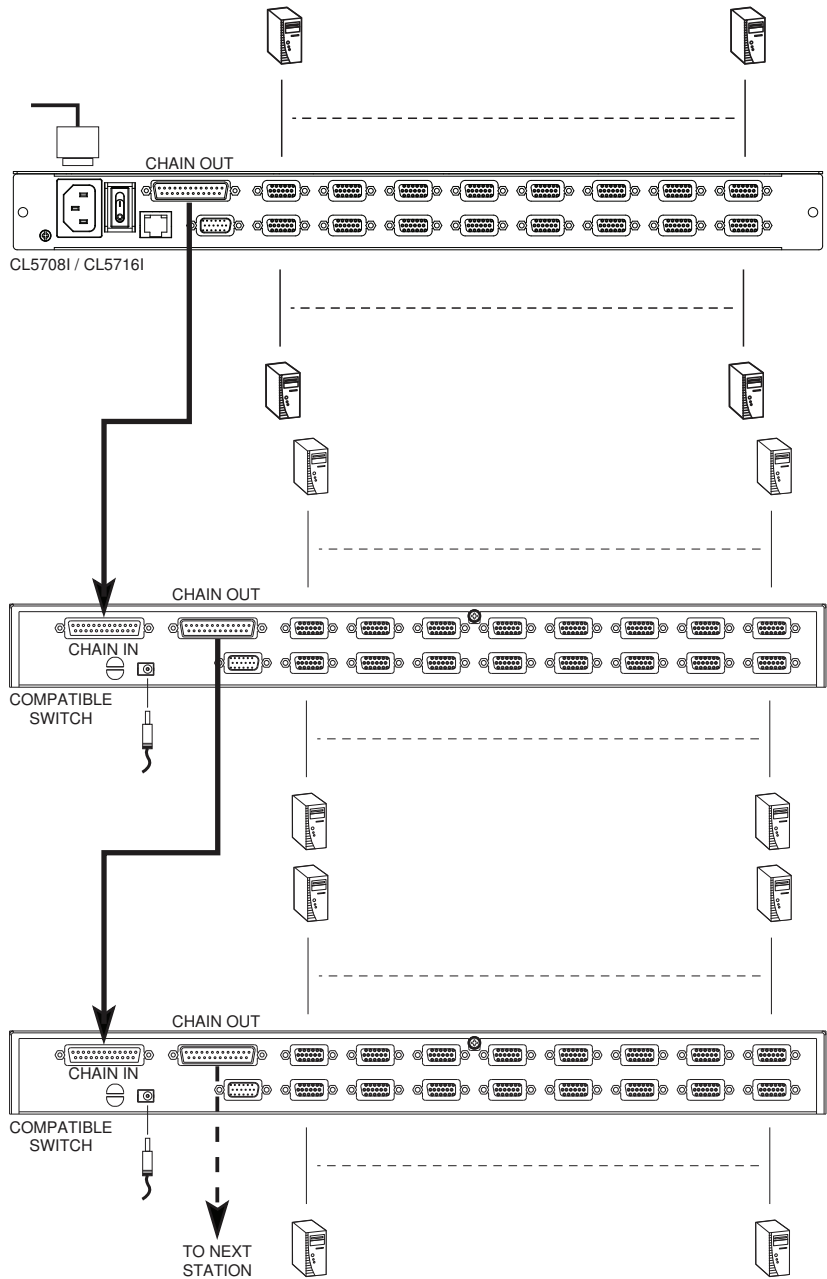 CHAIN OUT
CL5708I / CL5716I
CHAIN OUT
CHAIN IN
COMPATIBLE
SWITCH
CHAIN OUT
CHAIN IN
COMPATIBLE
SWITCH
TO NEXT
STATION